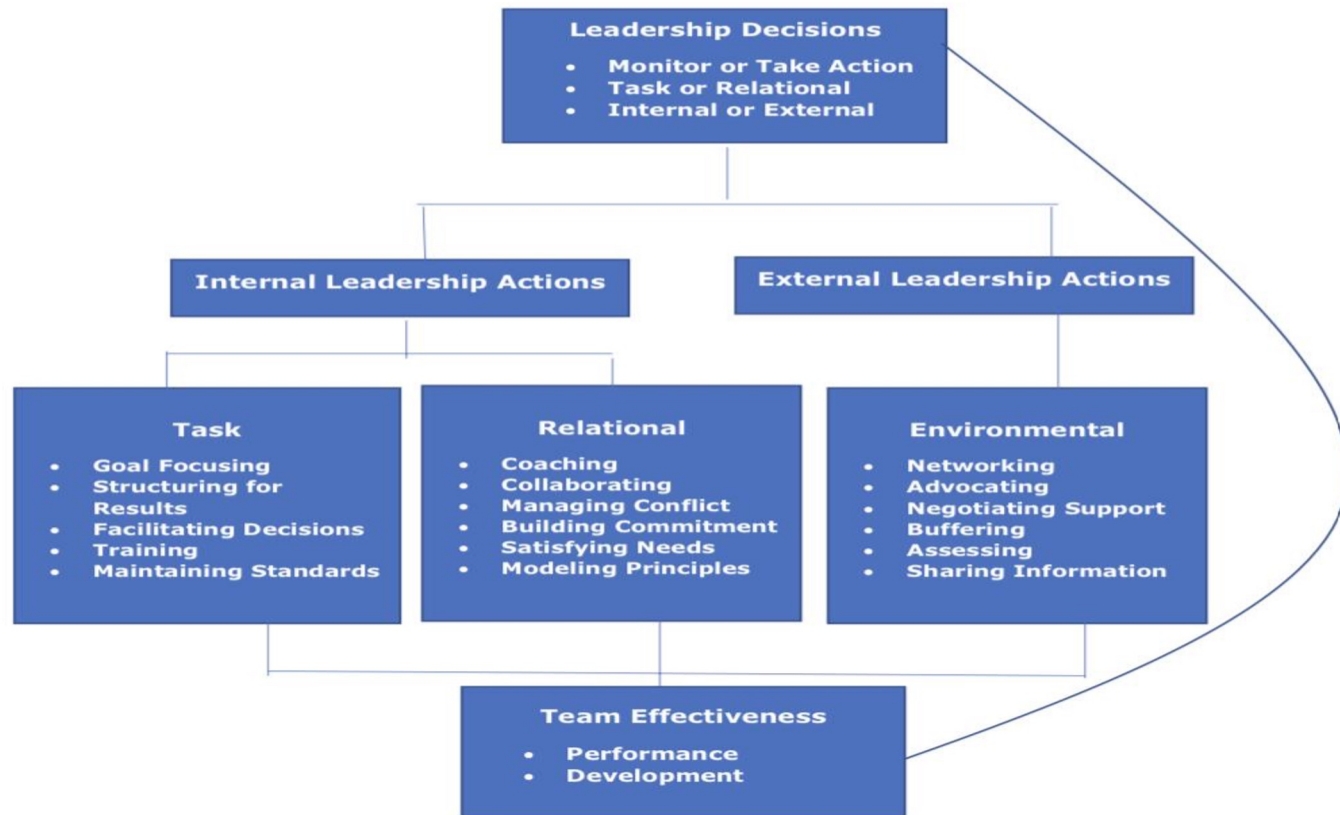 Leadership Decisions
• Monitor or Take Action
• Task or Relational
• Internal or External
Internal Leadership Actions
External Leadership Actions
Task
• Goal Focusing
• Structuring for
Results
• Facilitating Decisions
• Training
• Maintaining Standards
Relational
• Coaching
• Collaborating
• Managing Conflict
• Building Commitment
• Satisfying Needs
• Modeling Principles
Environmental
• Networking
• Advocating
• Negotiating Support
• Buffering
• Assessing
• Sharing Information
Team Effectiveness
• Performance
• Development